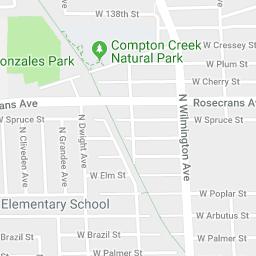 W 138th St
Compton Creek
Natural Park
W Cressey St
onzales Park
W Plum St
W Cherry St
ans Ave
Rosecrans Ave
W Spruce St
W Spruce St
N Cliveden Ave
N Grandee Ave
N Dwight Ave
N Wilmington Ave
W Elm St
W Poplar St
Elementary School
W Arbutus St
W Brazil St
W Brazil St
W Palmer St
W Palmer St